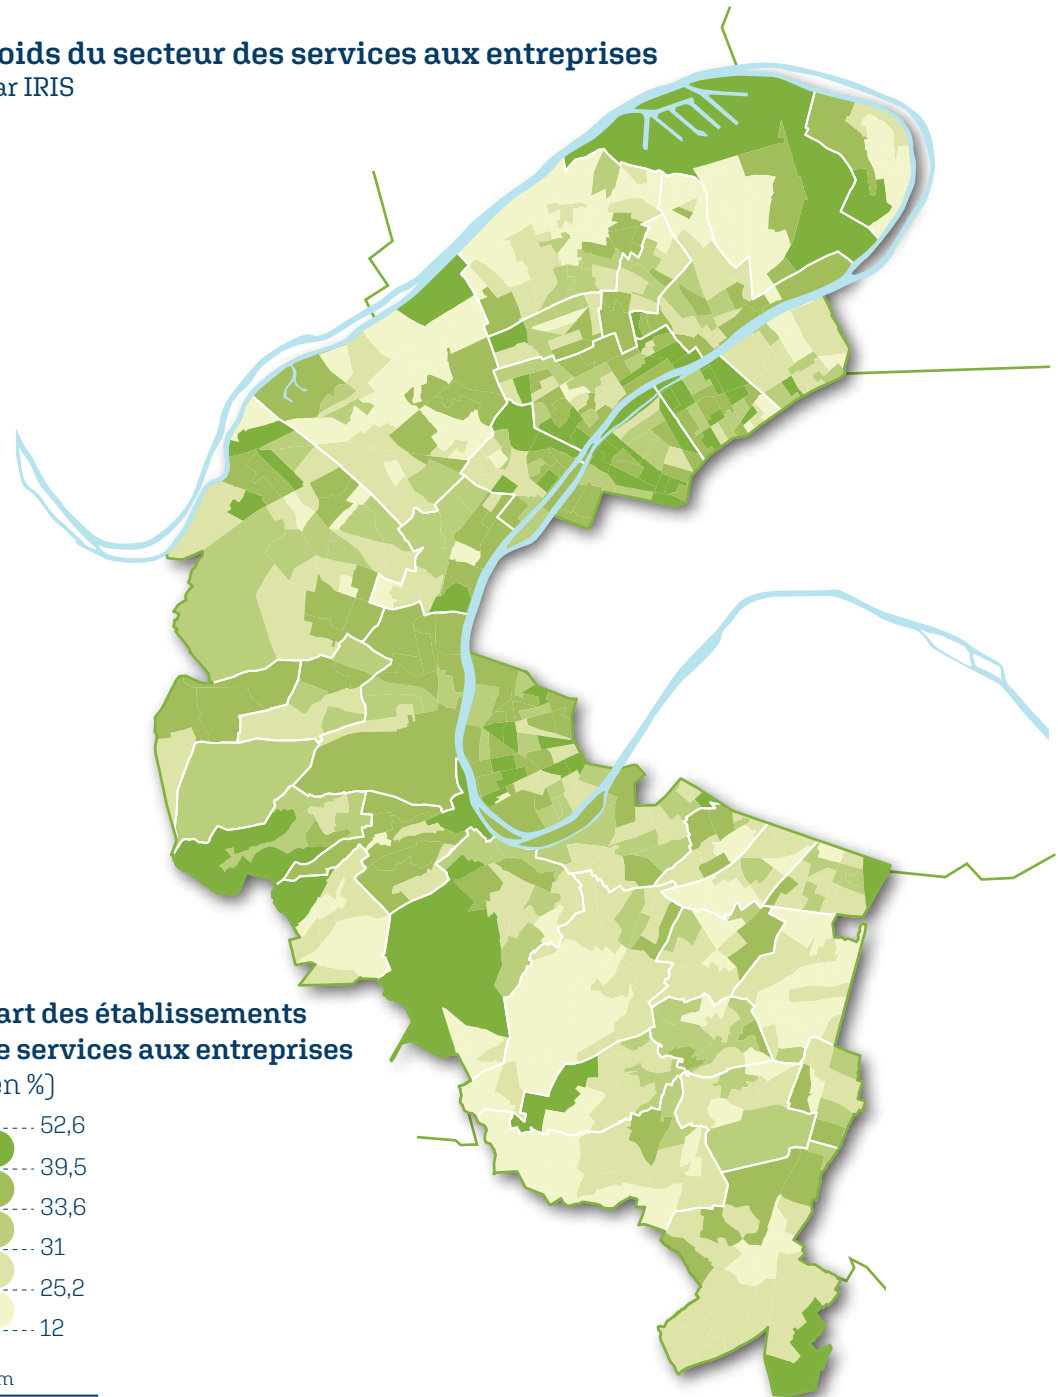 oids du secteur des services aux entreprises
ar IRIS
art des établissements
e services aux entreprises
en %)
52,6
39,5
33,6
31
25,2
12
m